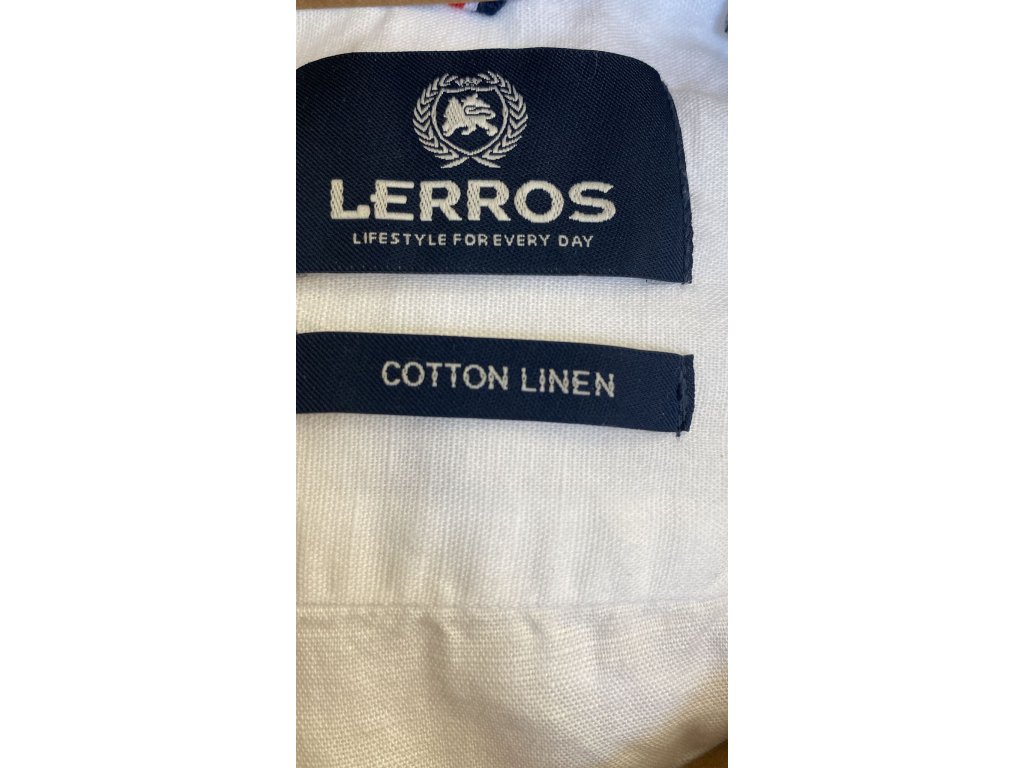 LERROS
LIFESTYLE FOR EVERY DAY
COTTON LINEN